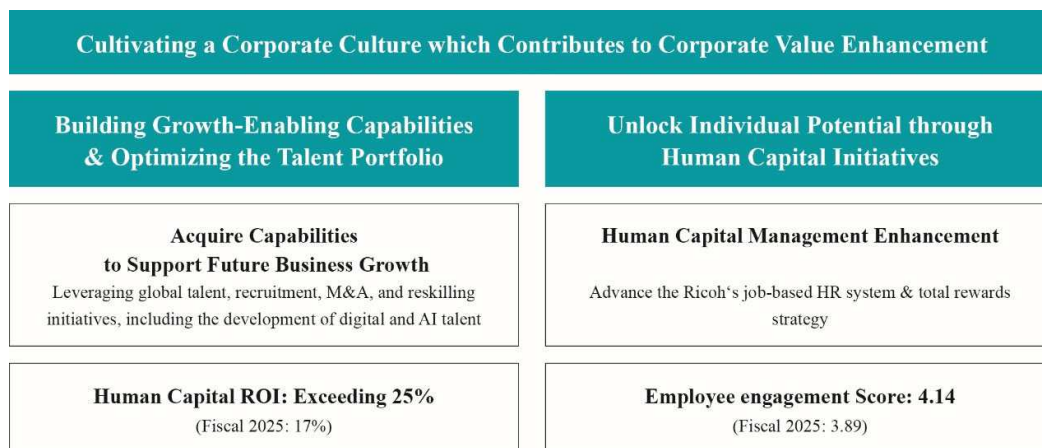 Cultivating a Corporate Culture which Contributes to Corporate Value Enhancement
Building Growth-Enabling Capabilities
& Optimizing the Talent Portfolio
Acquire Capabilities
to Support Future Business Growth
Leveraging global talent, recruitment, M&A, and reskilling
initiatives, including the development of digital and AI talent
Human Capital ROI: Exceeding 25%
(Fiscal 2025: 17%)
Unlock Individual Potential through
Human Capital Initiatives
Human Capital Management Enhancement
Advance the Ricoh‘s job-based HR system & total rewards
strategy
Employee engagement Score: 4.14
(Fiscal 2025: 3.89)